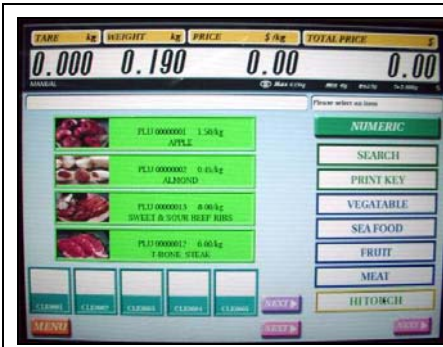 TARE kg WEIGHT kg PRICE $/kg TOTAL PRICE $
0.000 0.190 0.00 0.00
MANUAL
Please select an item
PLU 00000001 1.50/kg
APPLE
PLU 00000002 0.45/kg
ALMOND
PLU 00000013 8.00/kg
SWEET & SOUR BEEF RIBS
PLU 00000012 6.00/kg
T-BONE STEAK
NUMERIC
SEARCH
PRINT KEY
VEGATABLE
SEA FOOD
FRUIT
MEAT
HI TOUCH
NEXT
MENU
NEXT
NEXT